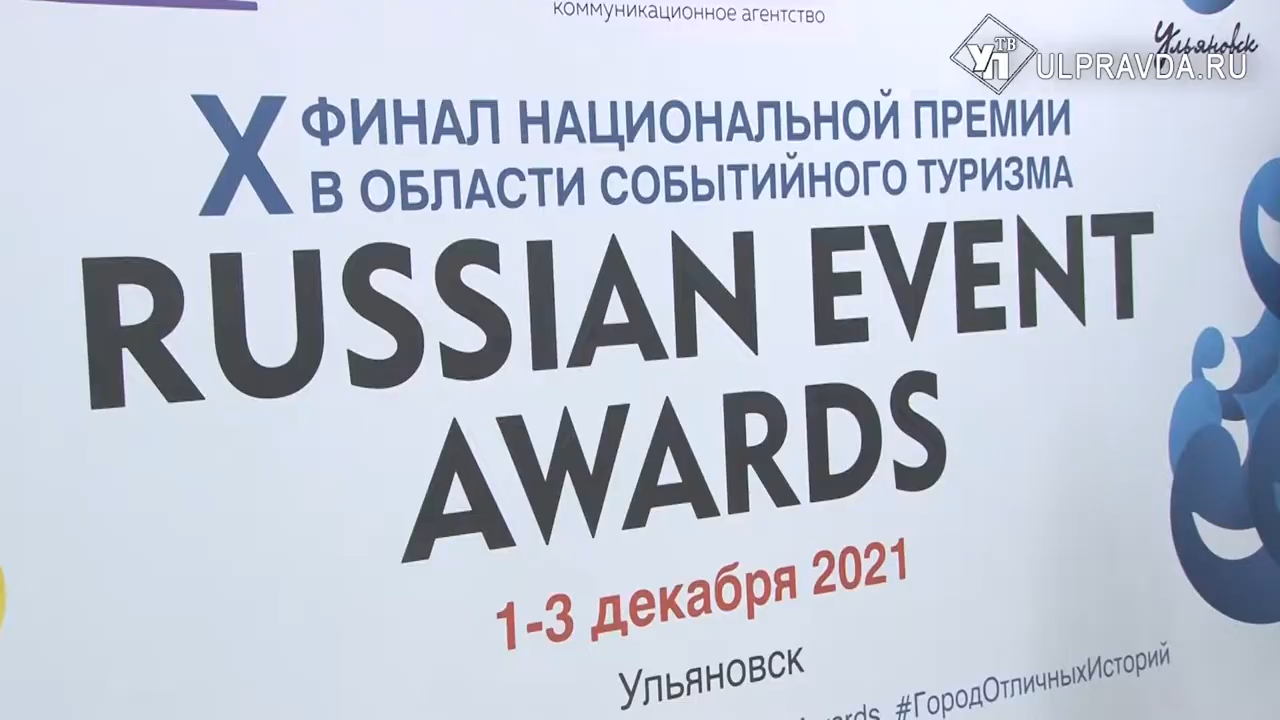 коммуникационное агентство
Ульяновск
УП ТВ
ULPRAVDA.RU
X ФИНАЛ НАЦИОНАЛЬНОЙ ПРЕМИИ
В ОБЛАСТИ СОБЫТИЙНОГО ТУРИЗМА
RUSSIAN EVENT
AWARDS
1-3 декабря 2021
Ульяновск
#ГородОтличныхИсторий